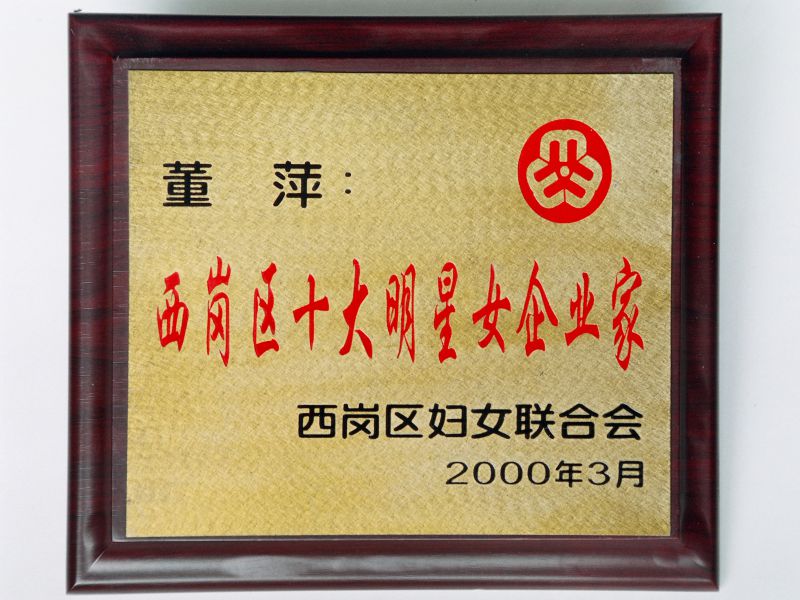 董 萍：
西岗区十大明星女企业家
西岗区妇女联合会
2000年3月